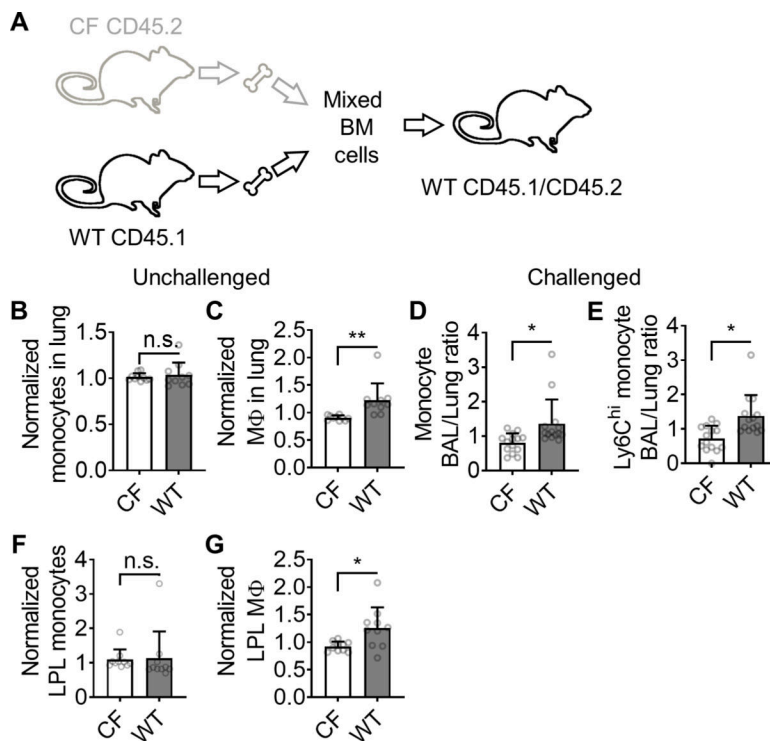 A
CF CD45.2
Mixed
BM
cells
WT CD45.1/CD45.2
WT CD45.1
Unchallenged
Challenged
B
Normalized
monocytes in lung
1.5
1.0
0.5
0.0
n.s.
CF
WT
C
Normalized
MΦ in lung
2.5
2.0
1.5
1.0
0.5
0.0
**
CF
WT
D
Monocyte
BAL/Lung ratio
4
3
2
1
0
*
CF
WT
E
Ly6Chi monocyte
BAL/Lung ratio
4
3
2
1
0
*
CF
WT
F
Normalized
LPL monocytes
4
3
2
1
0
n.s.
CF
WT
G
Normalized
LPL MΦ
2.5
2.0
1.5
1.0
0.5
0.0
*
CF
WT